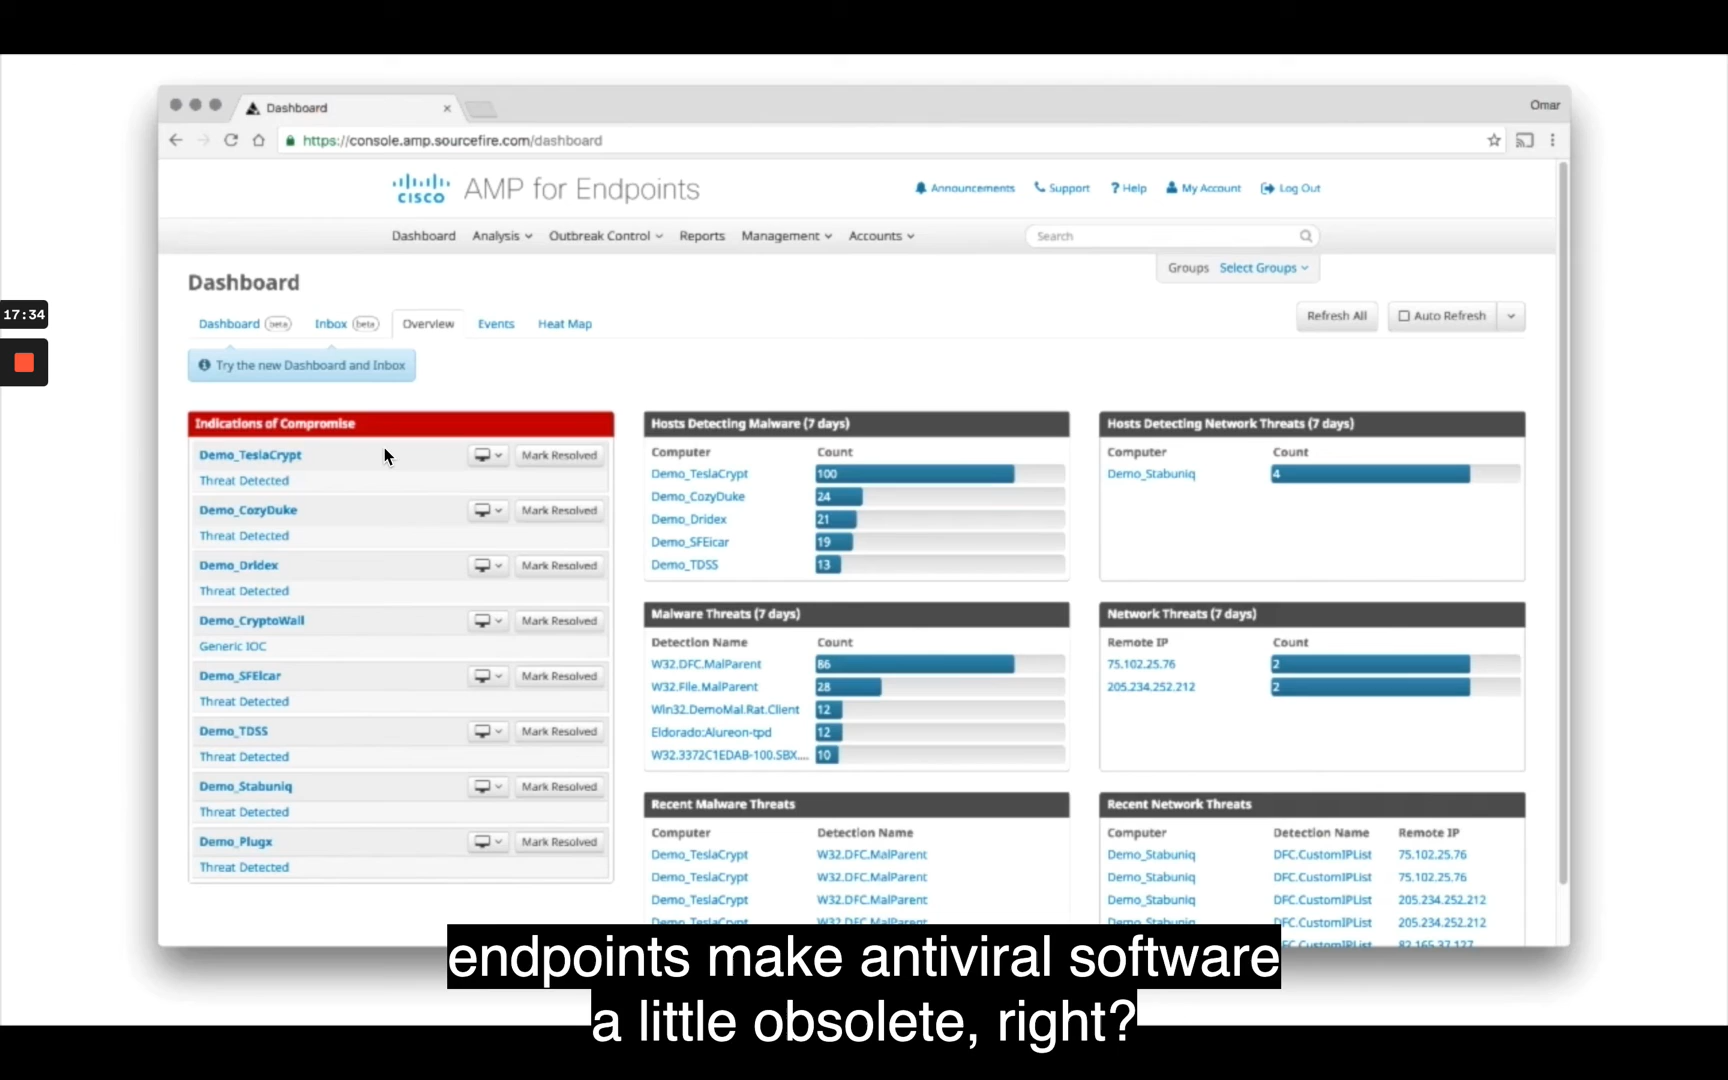 Dashboard
Omar
https://console.amp.sourcefire.com/dashboard
CISCO
AMP for Endpoints
Announcements
Support
? Help
My Account
Log Out
Dashboard
Analysis
Outbreak Control
Reports
Management
Accounts
Search
Groups Select Groups
Dashboard
17:34
Dashboard beta
Inbox beta
Overview
Events
Heat Map
Refresh All
Auto Refresh
Try the new Dashboard and Inbox
Indications of Compromise
Demo_TeslaCrypt Mark Resolved
Threat Detected
Demo_CozyDuke Mark Resolved
Threat Detected
Demo_Dridex Mark Resolved
Threat Detected
Demo_CryptoWall Mark Resolved
Generic IOC
Demo_SFEicar Mark Resolved
Threat Detected
Demo_TDSS Mark Resolved
Threat Detected
Demo_Stabuniq Mark Resolved
Threat Detected
Demo_Plugx Mark Resolved
Threat Detected
Hosts Detecting Malware (7 days)
Computer Count
Demo_TeslaCrypt 100
Demo_CozyDuke 24
Demo_Dridex 21
Demo_SFEicar 19
Demo_TDSS 13
Hosts Detecting Network Threats (7 days)
Computer Count
Demo_Stabuniq 4
Malware Threats (7 days)
Detection Name Count
W32.DFC.MalParent 86
W32.File.MalParent 28
Win32.DemoMal.Rat.Client 12
Eldorado:Alureon-tpd 12
W32.3372C1EDAB-100.SBX.... 10
Network Threats (7 days)
Remote IP Count
75.102.25.76 2
205.234.252.212 2
Recent Malware Threats
Computer Detection Name
Demo_TeslaCrypt W32.DFC.MalParent
Demo_TeslaCrypt W32.DFC.MalParent
Demo_TeslaCrypt W32.DFC.MalParent
Demo_TeslaCrypt W32.DFC.MalParent
Recent Network Threats
Computer Detection Name Remote IP
Demo_Stabuniq DFC.CustomIPList 75.102.25.76
Demo_Stabuniq DFC.CustomIPList 75.102.25.76
Demo_Stabuniq DFC.CustomIPList 205.234.252.212
Demo_Stabuniq DFC.CustomIPList 205.234.252.212
endpoints make antiviral software
a little obsolete, right?